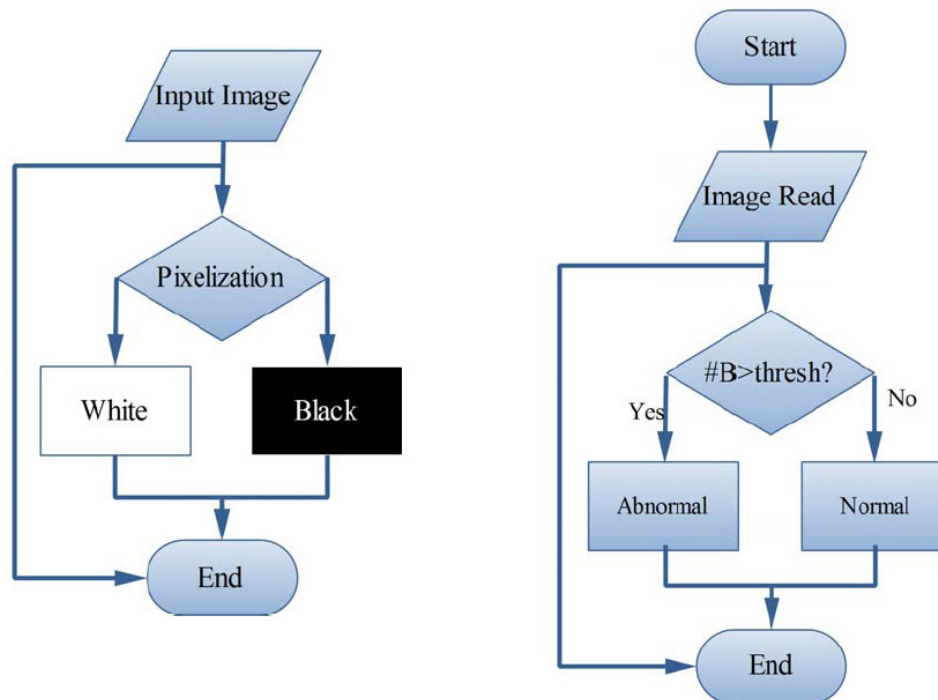 Input Image
Pixelization
White
Black
End
Start
Image Read
#B>thresh?
Yes
No
Abnormal
Normal
End